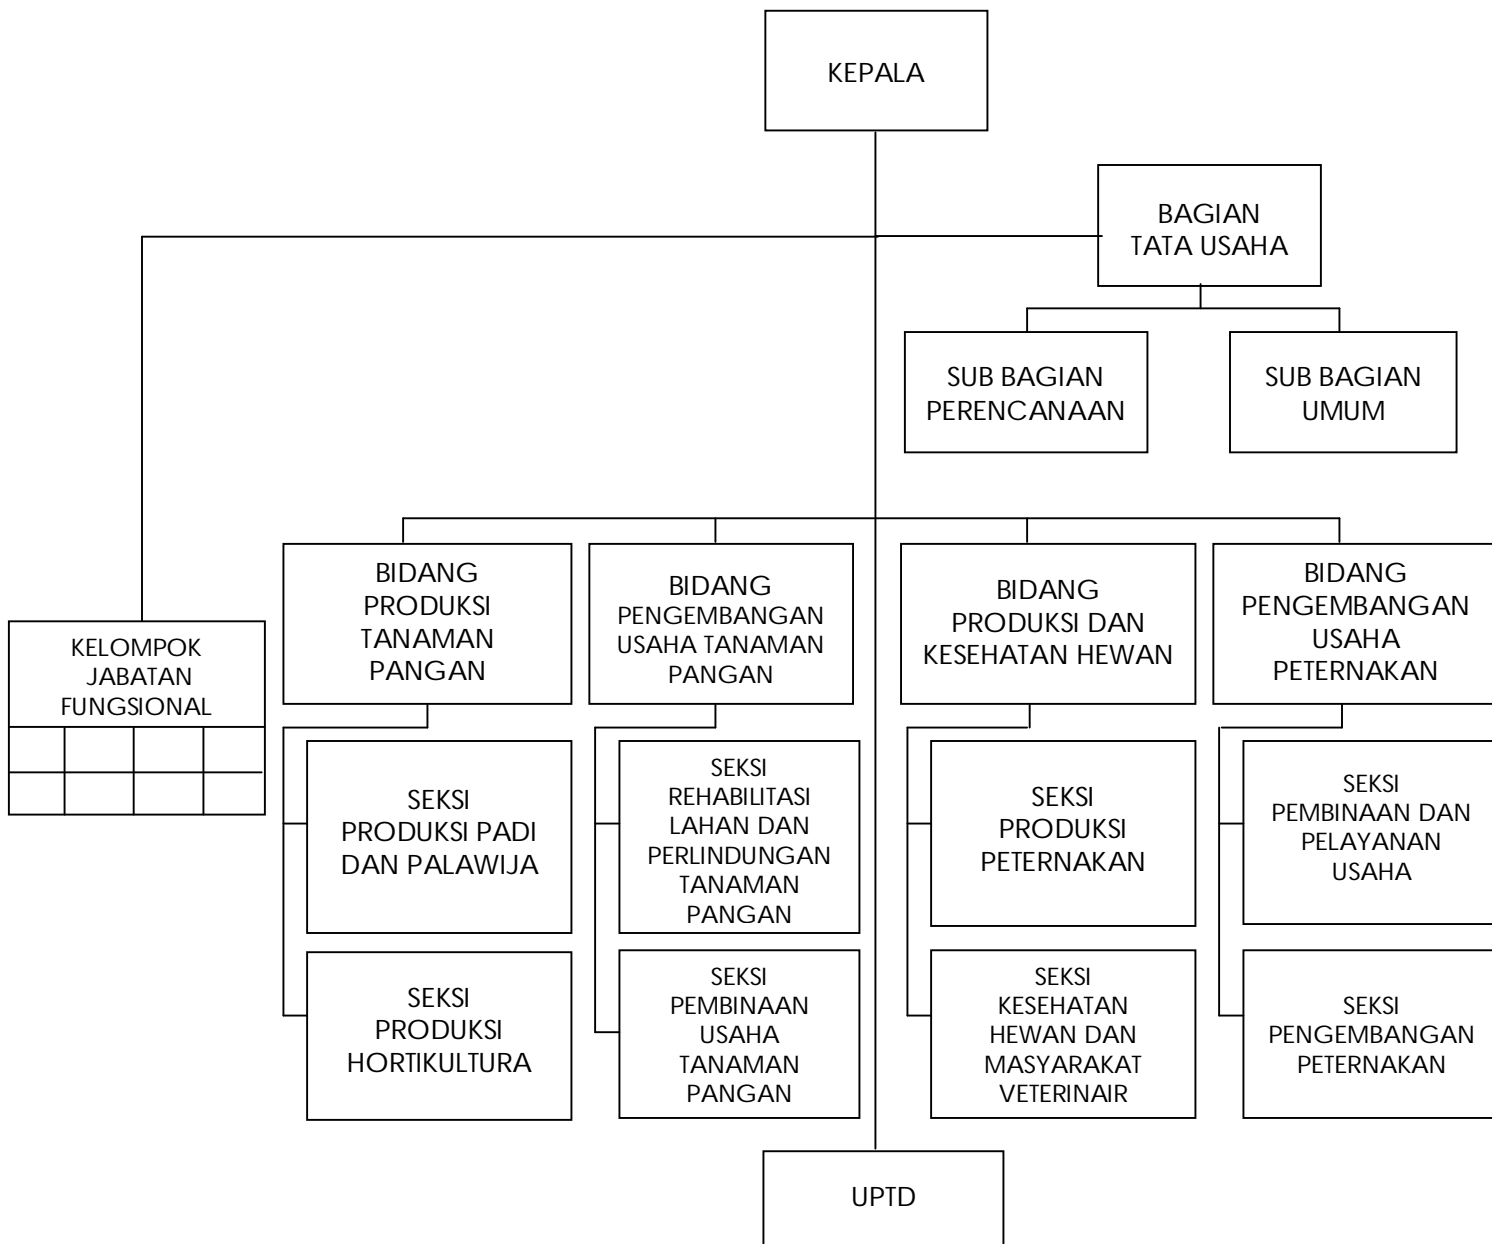 KEPALA
BAGIAN
TATA USAHA
SUB BAGIAN
PERENCANAAN
SUB BAGIAN
UMUM
KELOMPOK
JABATAN
FUNGSIONAL
BIDANG
PRODUKSI
TANAMAN
PANGAN
BIDANG
PENGEMBANGAN
USAHA TANAMAN
PANGAN
BIDANG
PRODUKSI DAN
KESEHATAN HEWAN
BIDANG
PENGEMBANGAN
USAHA
PETERNAKAN
SEKSI
PRODUKSI PADI
DAN PALAWIJA
SEKSI
REHABILITASI
LAHAN DAN
PERLINDUNGAN
TANAMAN
PANGAN
SEKSI
PRODUKSI
PETERNAKAN
SEKSI
PEMBINAAN DAN
PELAYANAN
USAHA
SEKSI
PRODUKSI
HORTIKULTURA
SEKSI
PEMBINAAN
USAHA
TANAMAN
PANGAN
SEKSI
KESEHATAN
HEWAN DAN
MASYARAKAT
VETERINAIR
SEKSI
PENGEMBANGAN
PETERNAKAN
UPTD